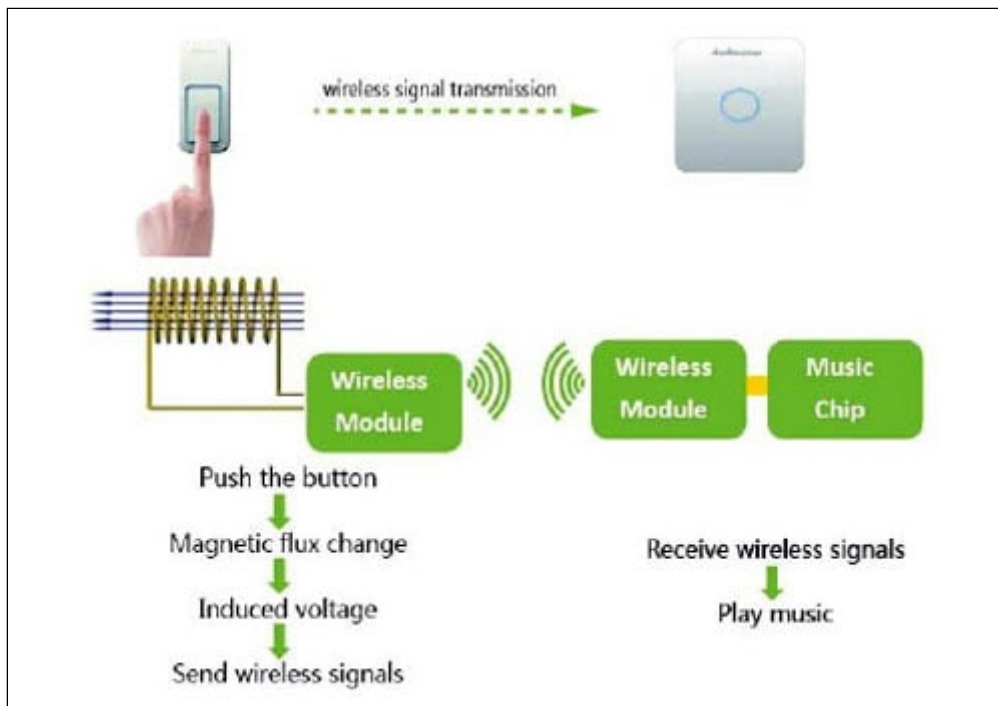 wireless signal transmission
Wireless
Module
Wireless
Module
Music
Chip
Push the button
Magnetic flux change
Induced voltage
Send wireless signals
Receive wireless signals
Play music